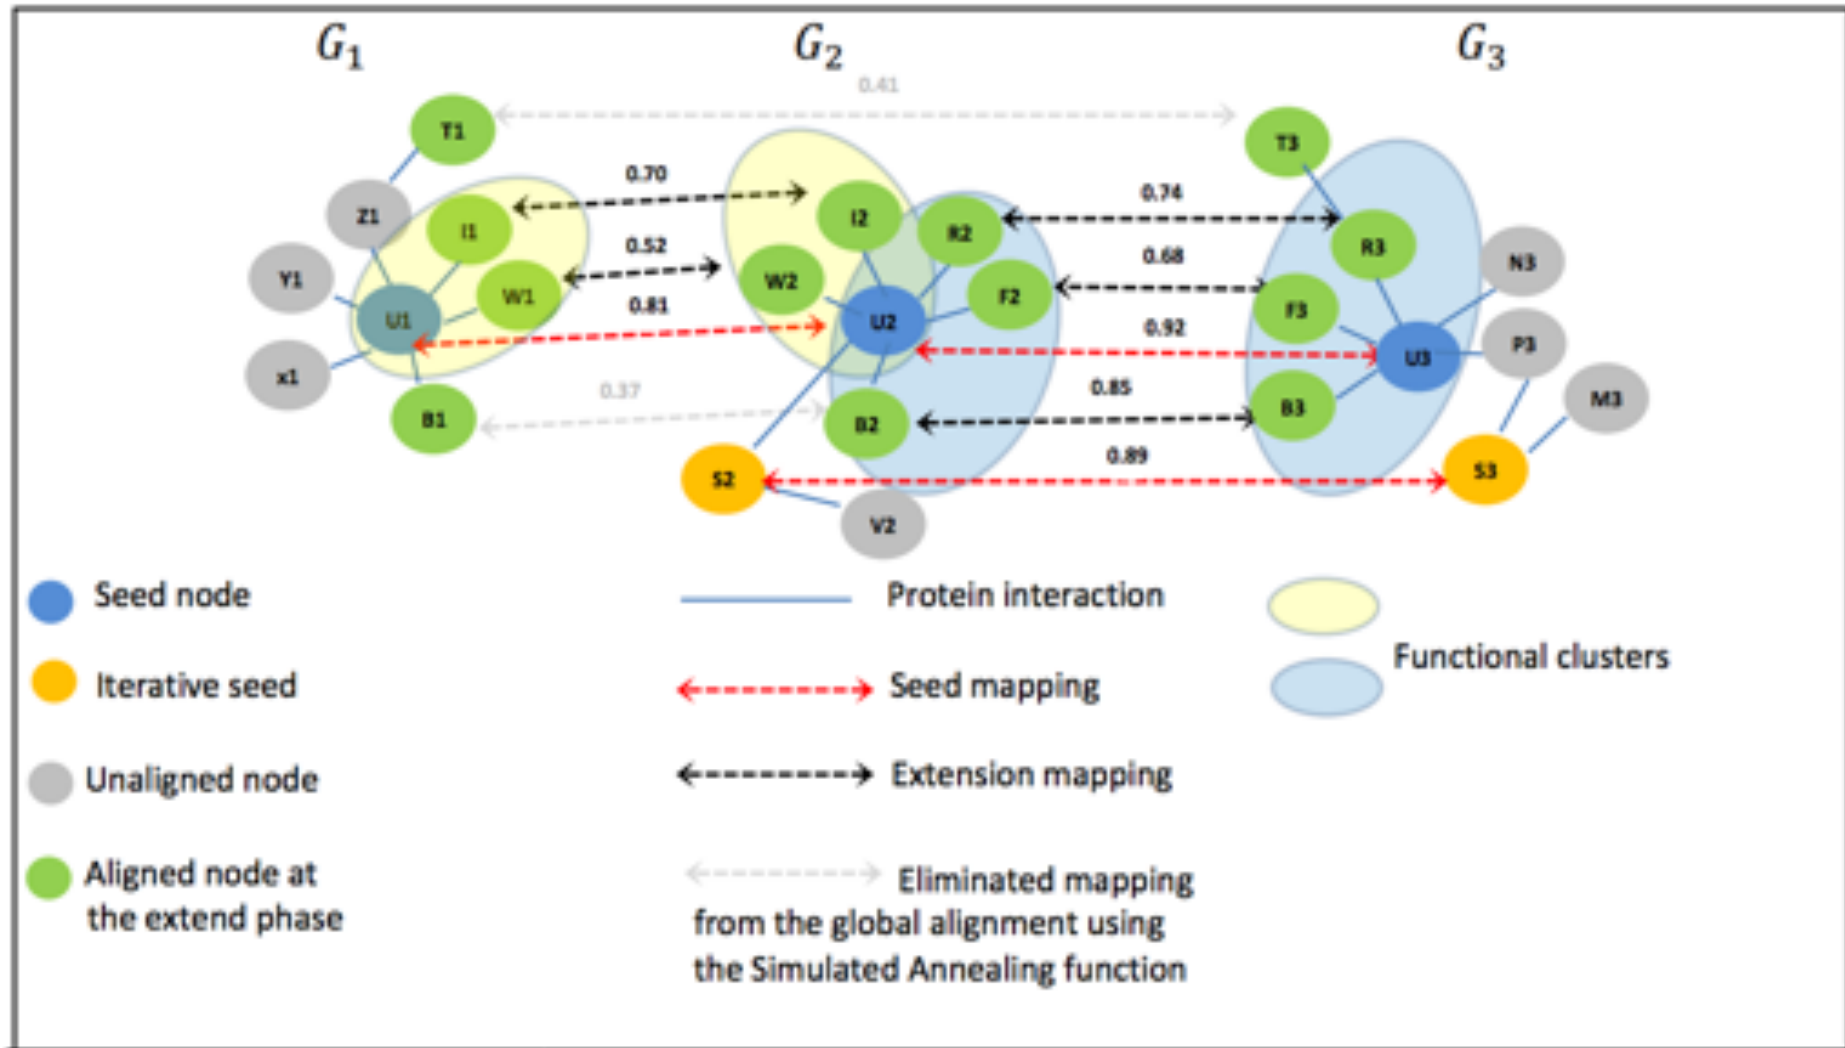 G1 G2 G3
0.41
T1 T3
0.70 0.74
Z1 I1 I2 R2 R3
0.52 0.68
Y1 W1 W2 F2 F3 N3
0.81 0.92
U1 U2 U3 P3
x1 0.37 0.85 M3
B1 B2 B3
0.89
S2 S3
V2
Seed node
Protein interaction
Functional clusters
Iterative seed
Seed mapping
Unaligned node
Extension mapping
Aligned node at
the extend phase
Eliminated mapping
from the global alignment using
the Simulated Annealing function